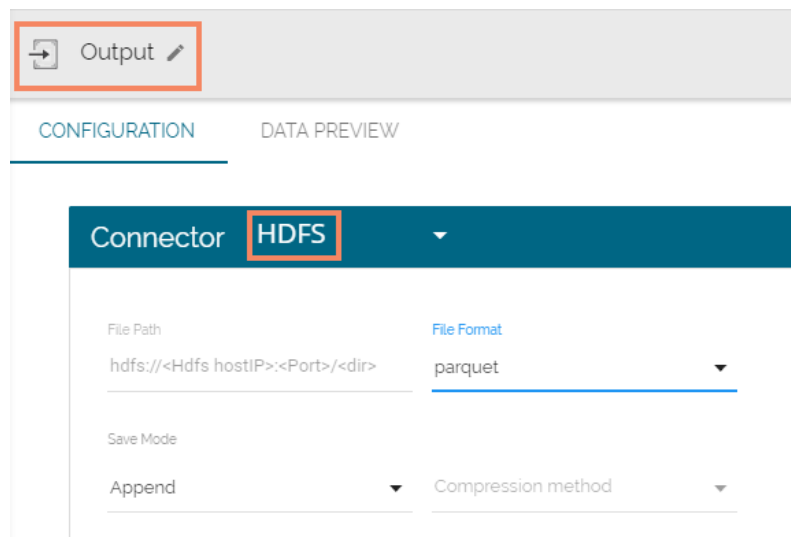 Output
CONFIGURATION DATA PREVIEW
Connector HDFS
File Path File Format
hdfs://<Hdfs hostIP>:<Port>/<dir> parquet
Save Mode
Append Compression method